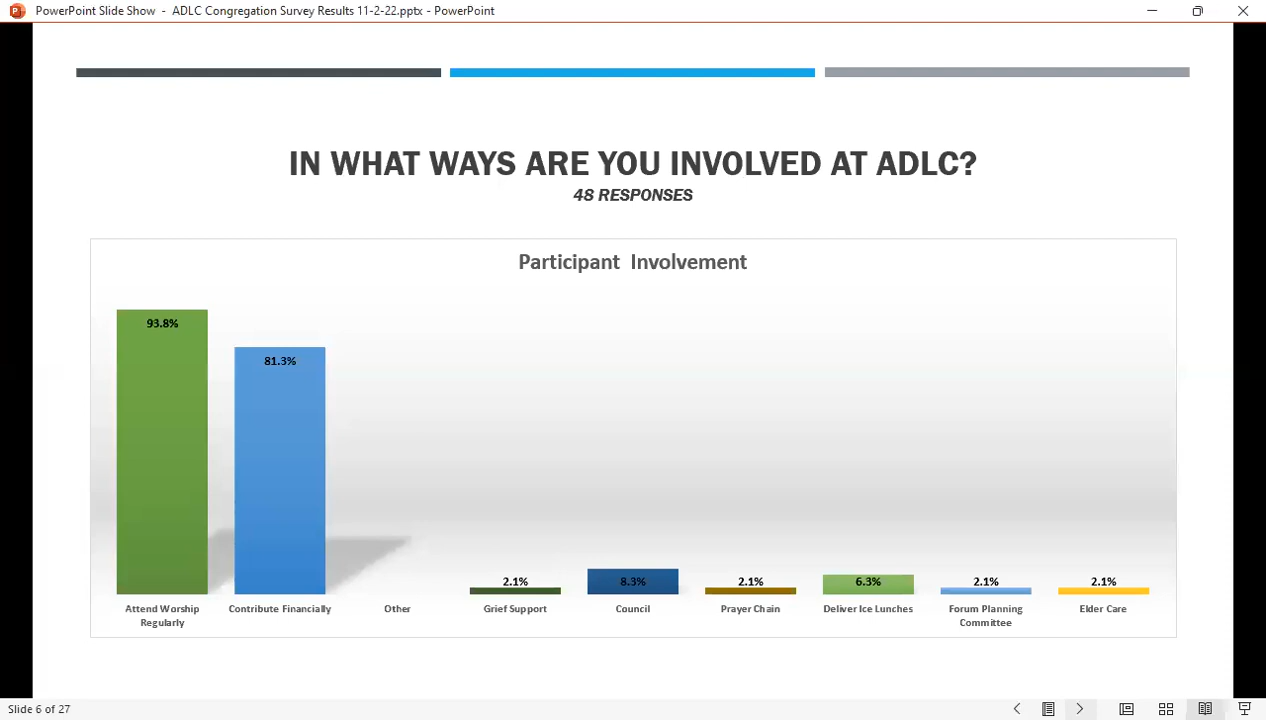 PowerPoint Slide Show - ADLC Congregation Survey Results 11-2-22.pptx - PowerPoint
IN WHAT WAYS ARE YOU INVOLVED AT ADLC?
48 RESPONSES
Participant Involvement
93.8%
81.3%
2.1%
8.3%
2.1%
6.3%
2.1%
2.1%
Attend Worship
Regularly
Contribute Financially
Other
Grief Support
Council
Prayer Chain
Deliver Ice Lunches
Forum Planning
Committee
Elder Care
Slide 6 of 27